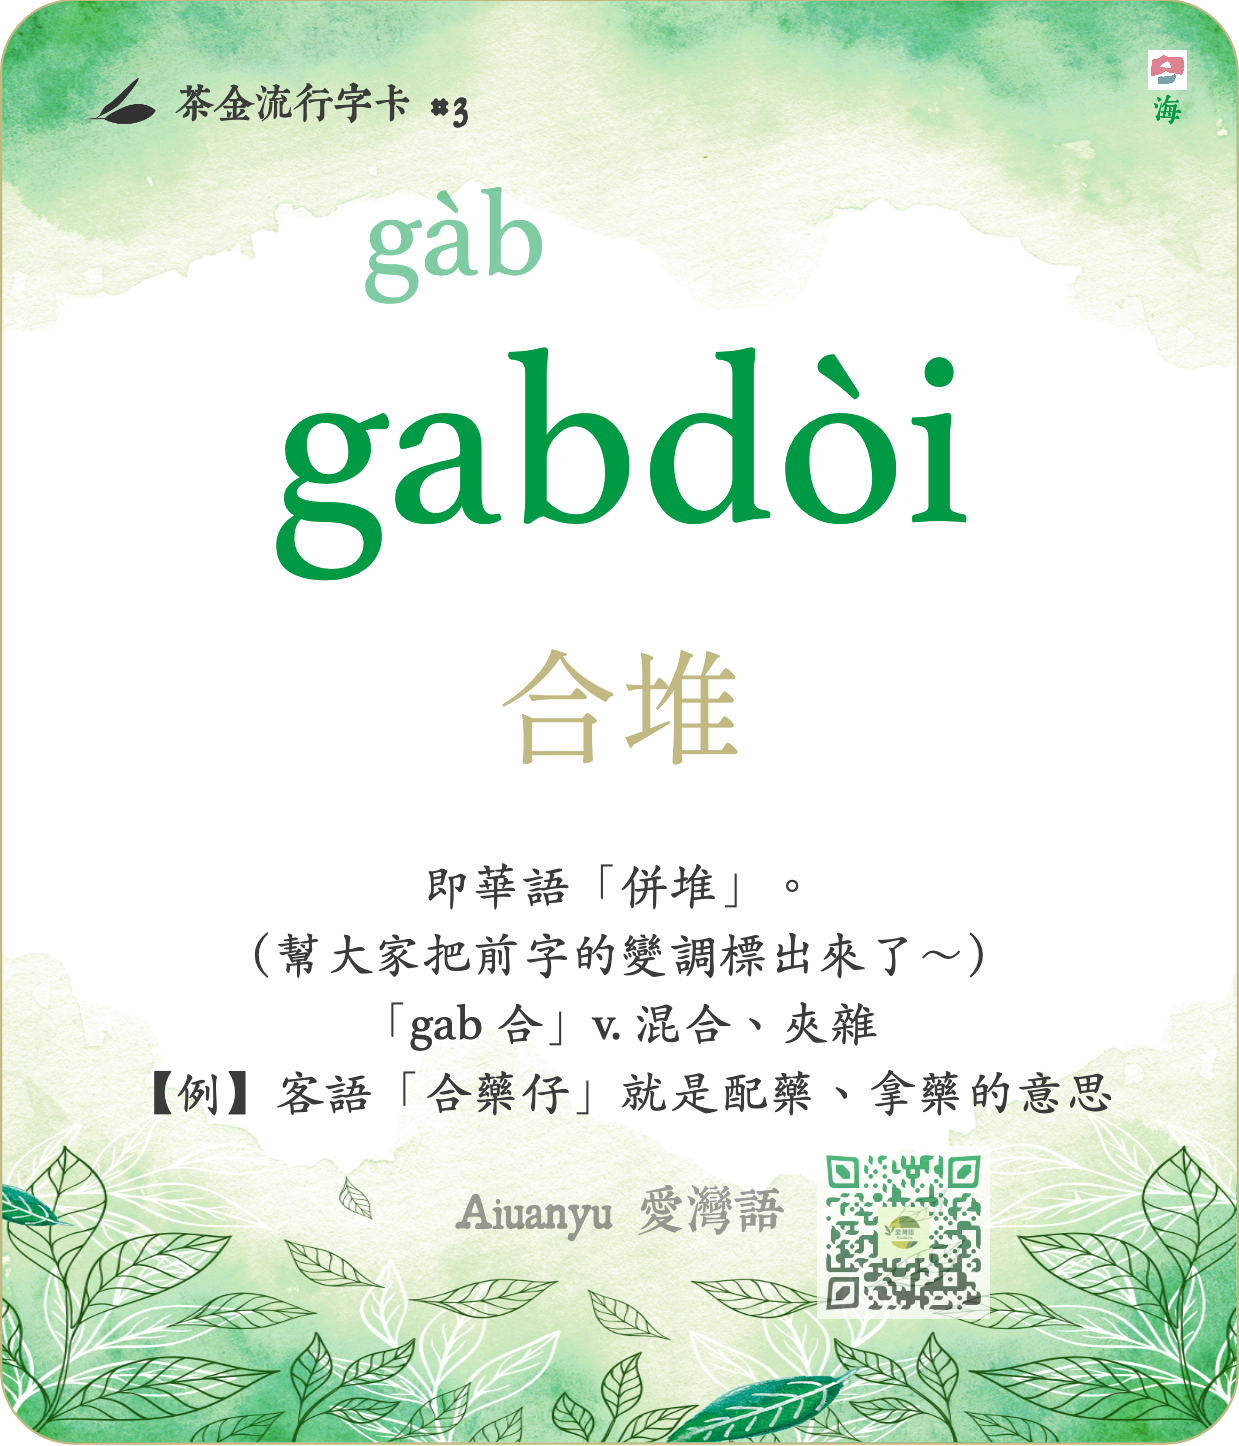 茶金流行字卡 #3
海
gàb
gabdòi
合堆
即華語「併堆」。
（幫大家把前字的變調標出來了～）
「gab 合」v. 混合、夾雜
【例】客語「合藥仔」就是配藥、拿藥的意思
Aiuanyu 愛灣語